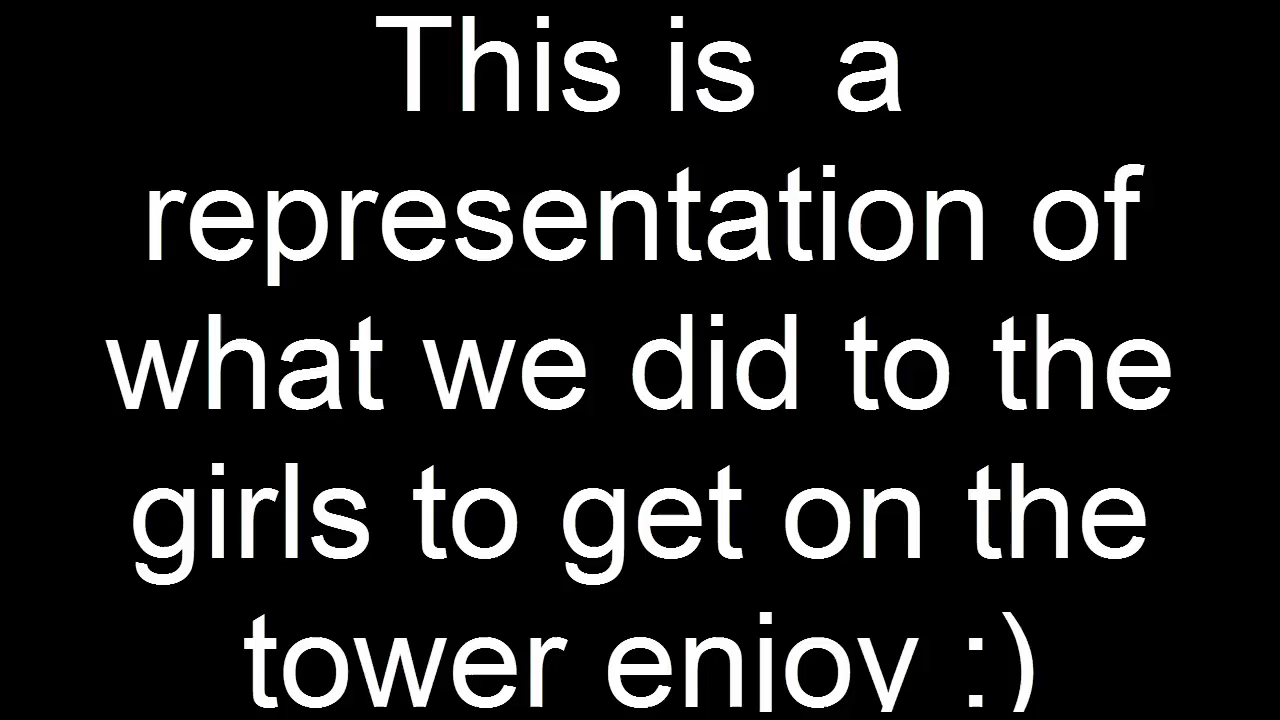 This is  a
representation of
what we did to the
girls to get on the
tower enjoy :)